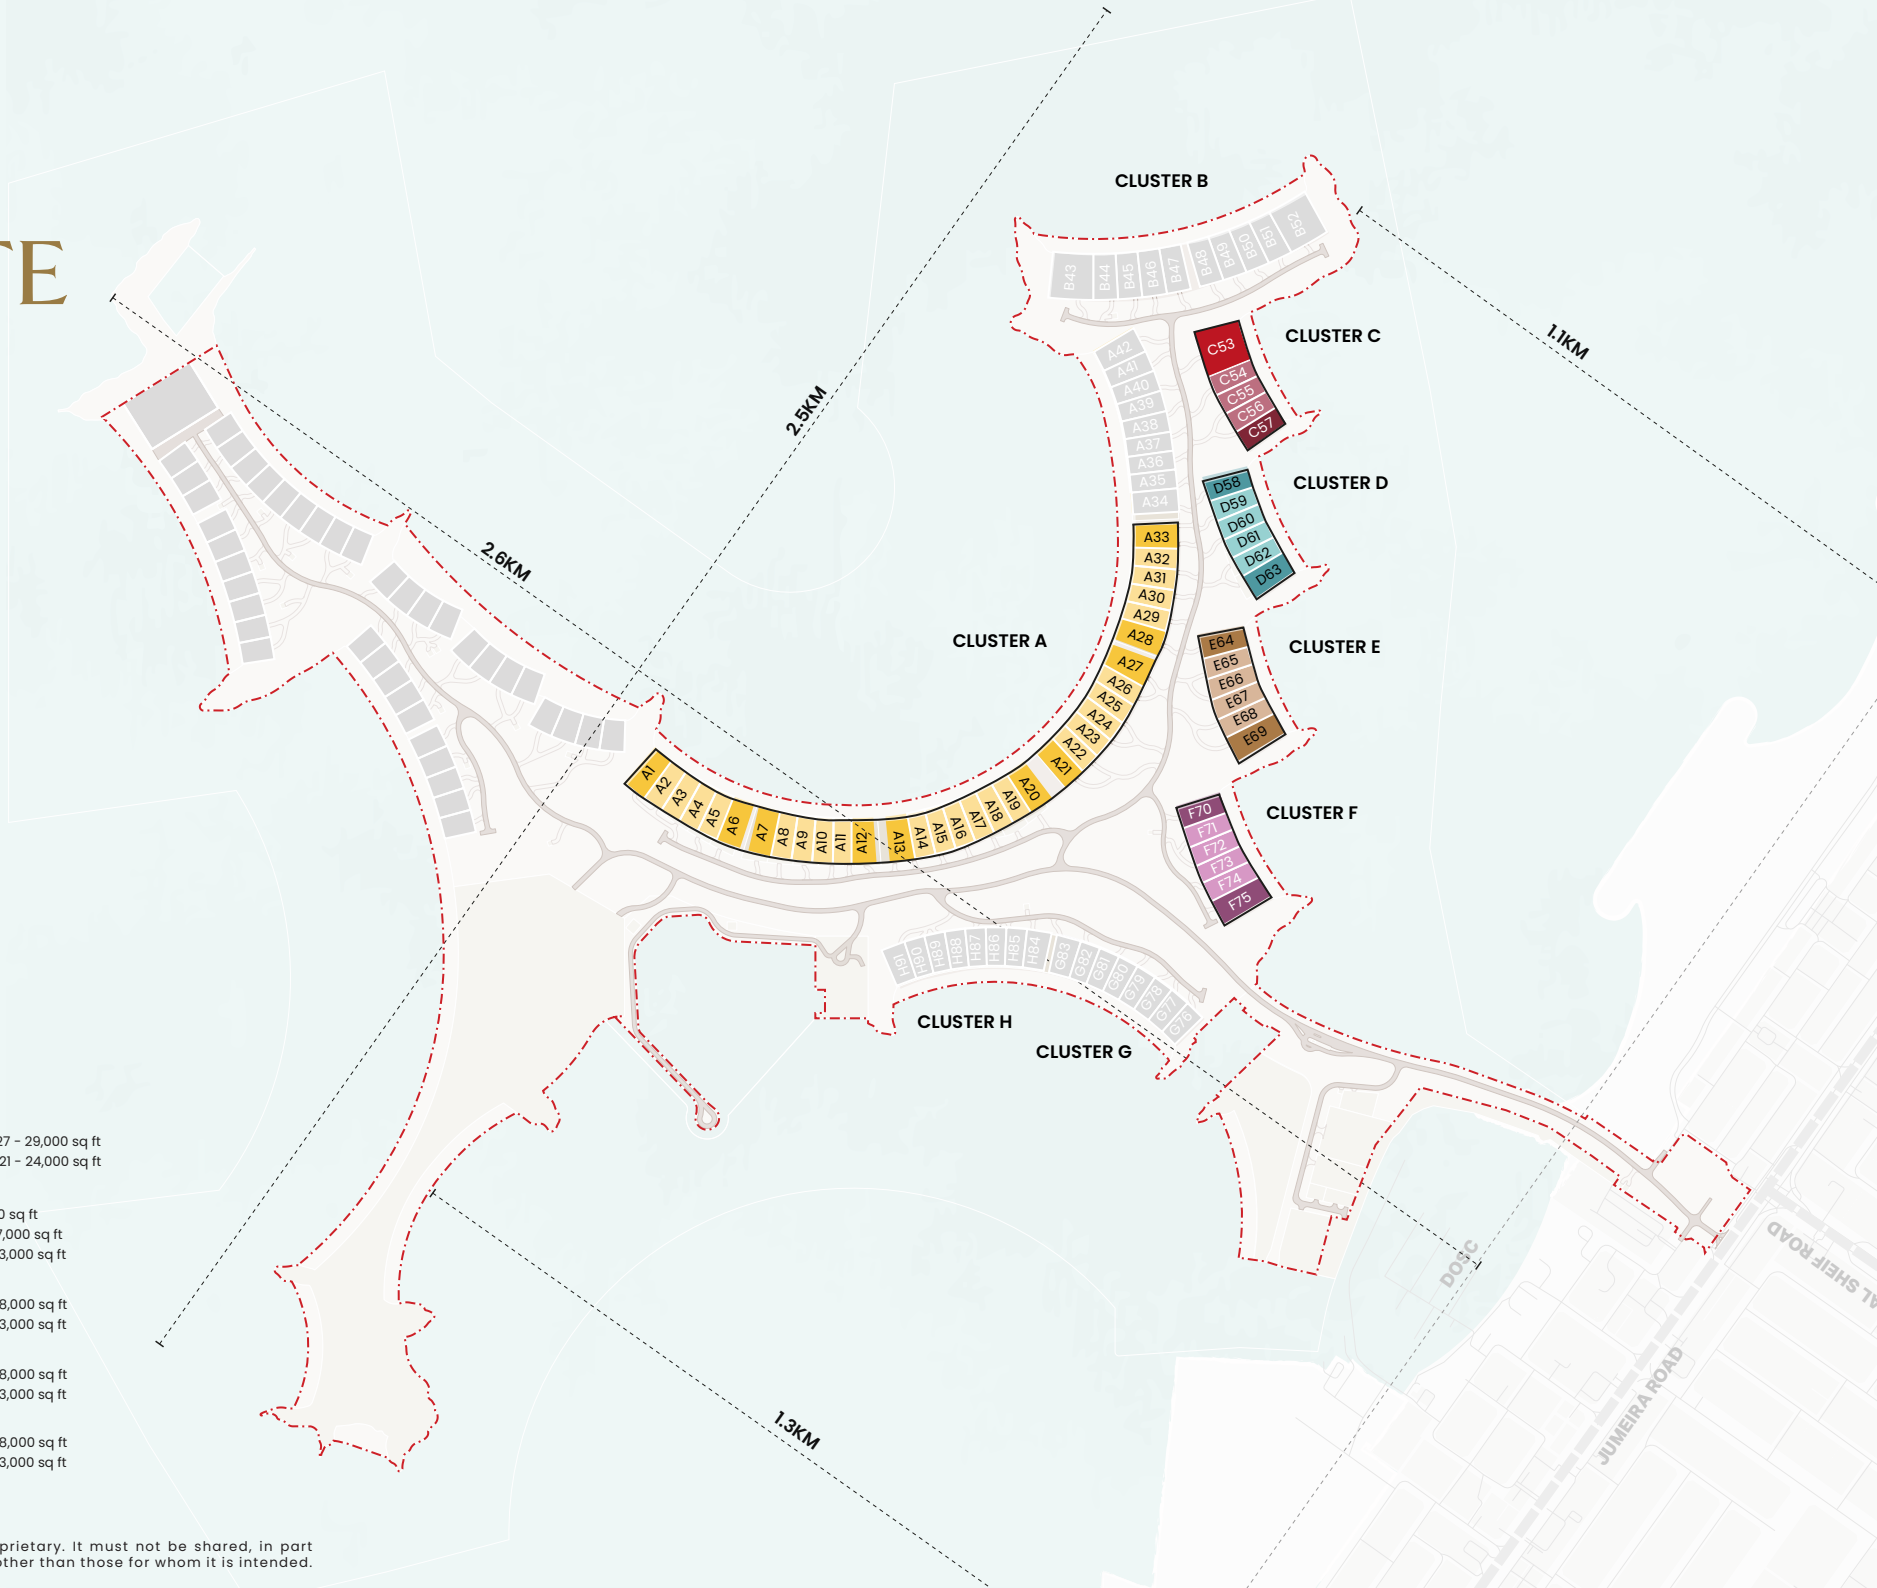 TE
CLUSTER B
B43
B44
B45
B46
B47
B48
B49
B50
B51
B52
CLUSTER C
C53
C54
C55
C56
C57
1.1KM
2.5KM
2.6KM
A42
A41
A40
A39
A38
A37
A36
A35
A34
A33
A32
A31
A30
A29
A28
A27
A26
A25
A24
A23
A22
A21
A20
A19
A18
A17
A16
A15
A14
A13
A12
A11
A10
A9
A8
A7
A6
A5
A4
A3
A2
A1
CLUSTER A
CLUSTER D
D58
D59
D60
D61
D62
D63
CLUSTER E
E64
E65
E66
E67
E68
E69
CLUSTER F
F70
F71
F72
F73
F74
F75
H91
H90
H89
H88
H87
H86
H85
H84
G83
G82
G81
G80
G79
G78
G77
G76
CLUSTER H
CLUSTER G
27 - 29,000 sq ft
21 - 24,000 sq ft
0 sq ft
7,000 sq ft
3,000 sq ft
8,000 sq ft
3,000 sq ft
8,000 sq ft
3,000 sq ft
8,000 sq ft
3,000 sq ft
1.3KM
DOSC
JUMEIRA ROAD
AL SHEIF ROAD
prietary. It must not be shared, in part
other than those for whom it is intended.